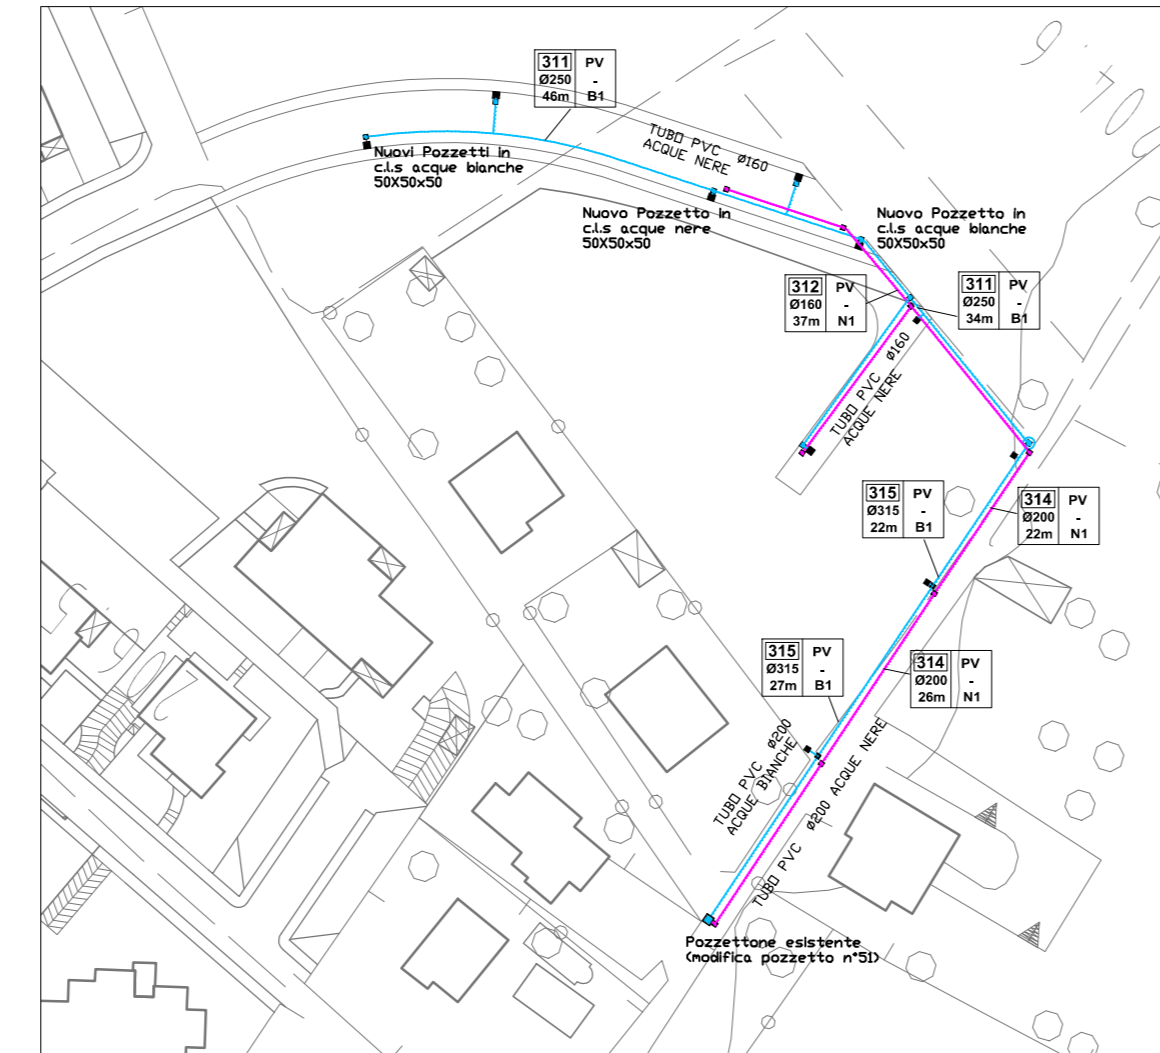 311 PV
Ø250 -
46m B1
TUBO PVC Ø160
ACQUE NERE
Nuovi Pozzetti in
c.l.s acque bianche
50X50x50
Nuovo Pozzetto in
c.l.s acque nere
50X50x50
Nuovo Pozzetto in
c.l.s acque bianche
50X50x50
312 PV
Ø160 -
37m N1
311 PV
Ø250 -
34m B1
TUBO PVC Ø160
ACQUE NERE
315 PV
Ø315 -
22m B1
314 PV
Ø200 -
22m N1
315 PV
Ø315 -
27m B1
314 PV
Ø200 -
26m N1
TUBO PVC Ø200
ACQUE BIANCHE
TUBO PVC Ø200 ACQUE NERE
Pozzettone esistente
(modifica pozzetto n°51)